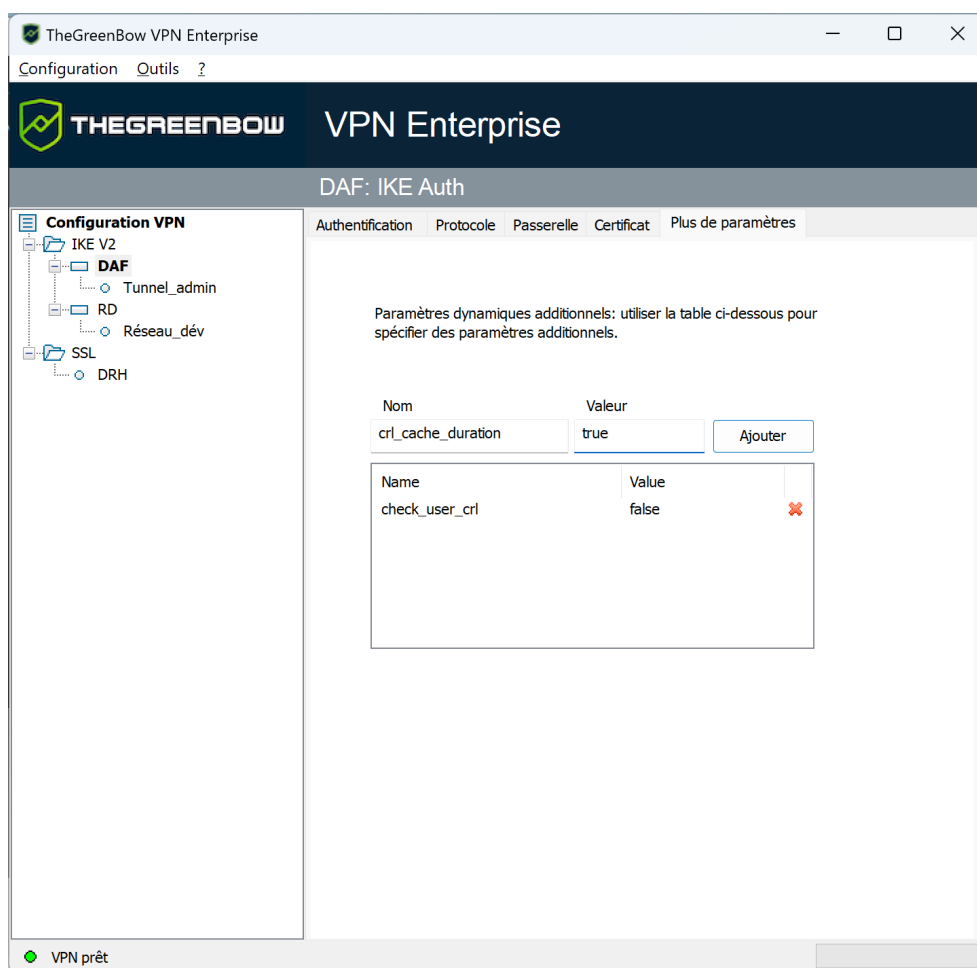 TheGreenBow VPN Enterprise
Configuration Outils ?
THEGREENBOW
VPN Enterprise
DAF: IKE Auth
Configuration VPN
IKE V2
DAF
Tunnel_admin
RD
Réseau_dév
SSL
DRH
Authentification Protocole Passerelle Certificat Plus de paramètres
Paramètres dynamiques additionnels: utiliser la table ci-dessous pour
spécifier des paramètres additionnels.
Nom Valeur
crl_cache_duration true Ajouter
Name Value
check_user_crl false
VPN prêt